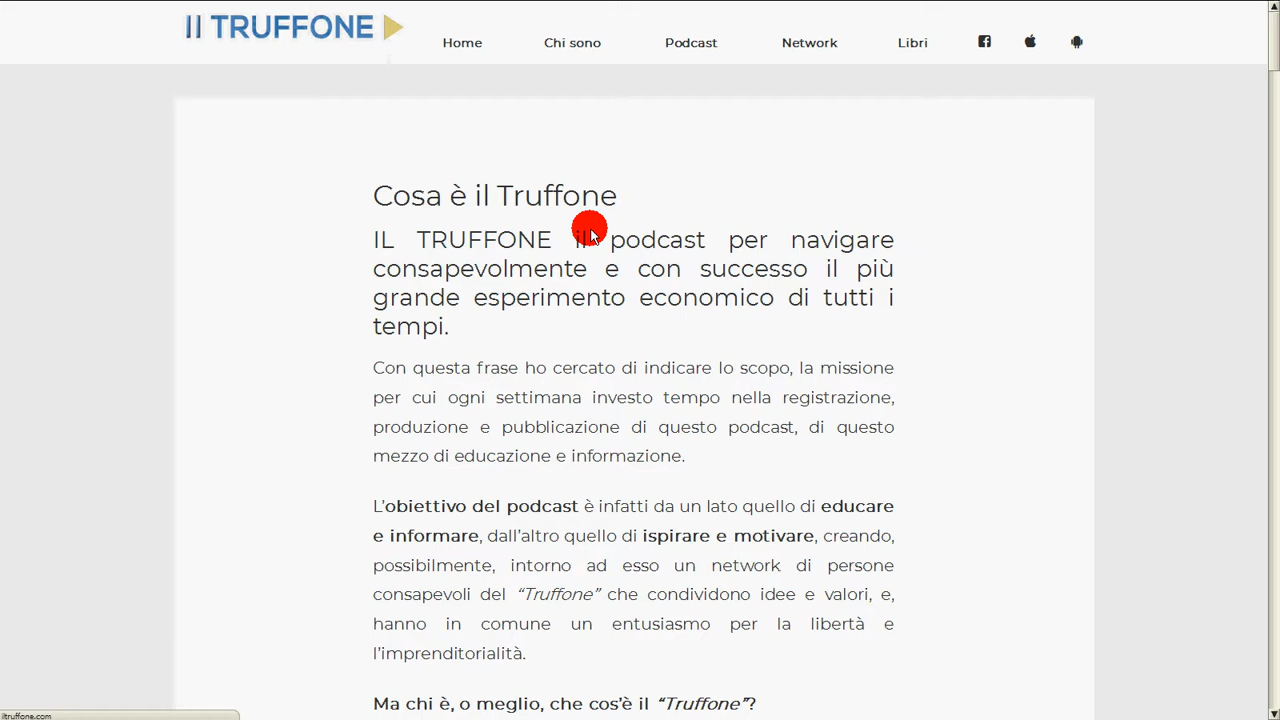 Il TRUFFONE
Home Chi sono Podcast Network Libri
Cosa è il Truffone
IL TRUFFONE il podcast per navigare
consapevolmente e con successo il più
grande esperimento economico di tutti i
tempi.
Con questa frase ho cercato di indicare lo scopo, la missione
per cui ogni settimana investo tempo nella registrazione,
produzione e pubblicazione di questo podcast, di questo
mezzo di educazione e informazione.
L'obiettivo del podcast è infatti da un lato quello di educare
e informare, dall'altro quello di ispirare e motivare, creando,
possibilmente, intorno ad esso un network di persone
consapevoli del “Truffone” che condividono idee e valori, e,
hanno in comune un entusiasmo per la libertà e
l'imprenditorialità.
Ma chi è, o meglio, che cos'è il “Truffone”?
iltruffone.com